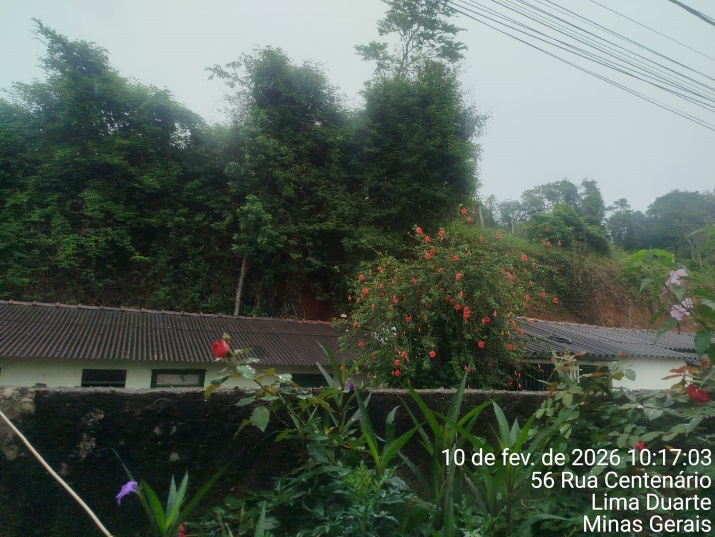 10 de fev. de 2026 10:17:03
56 Rua Centenário
Lima Duarte
Minas Gerais